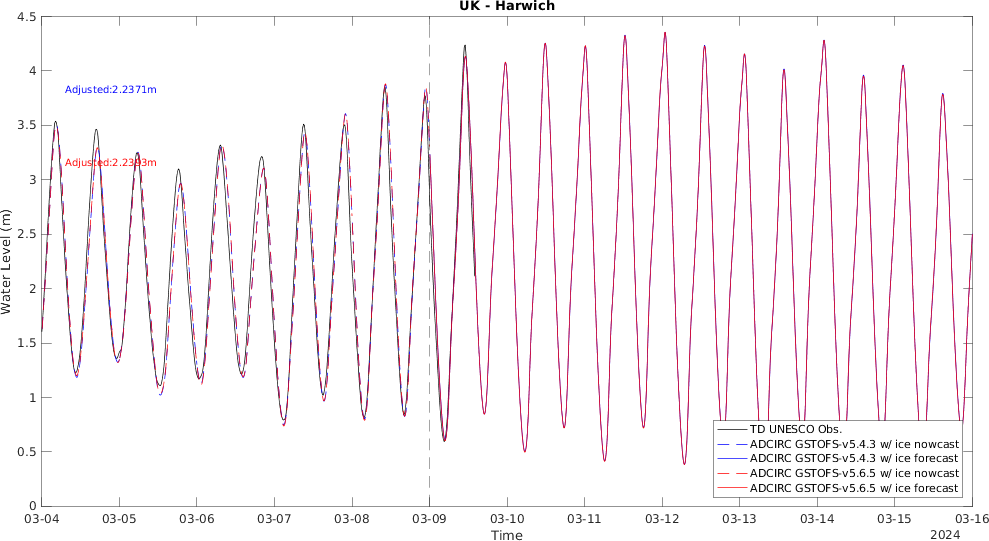 UK - Harwich
4.5
4
3.5
3
2.5
2
1.5
1
0.5
0
Water Level (m)
Adjusted:2.2371m
Adjusted:2.2393m
TD UNESCO Obs.
ADCIRC GSTOFS-v5.4.3 w/ ice nowcast
ADCIRC GSTOFS-v5.4.3 w/ ice forecast
ADCIRC GSTOFS-v5.6.5 w/ ice nowcast
ADCIRC GSTOFS-v5.6.5 w/ ice forecast
03-04 03-05 03-06 03-07 03-08 03-09 03-10 03-11 03-12 03-13 03-14 03-15 03-16
Time
2024